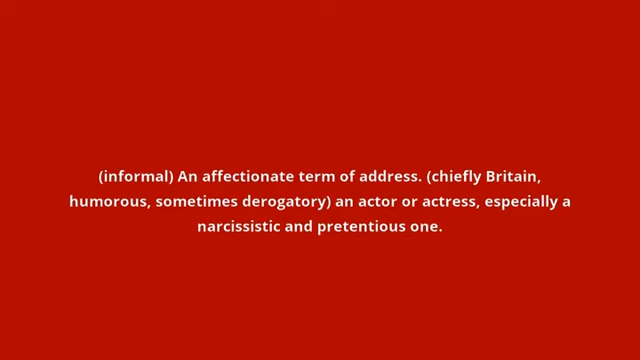 (informal) An affectionate term of address. (chiefly Britain,
humorous, sometimes derogatory) an actor or actress, especially a
narcissistic and pretentious one.